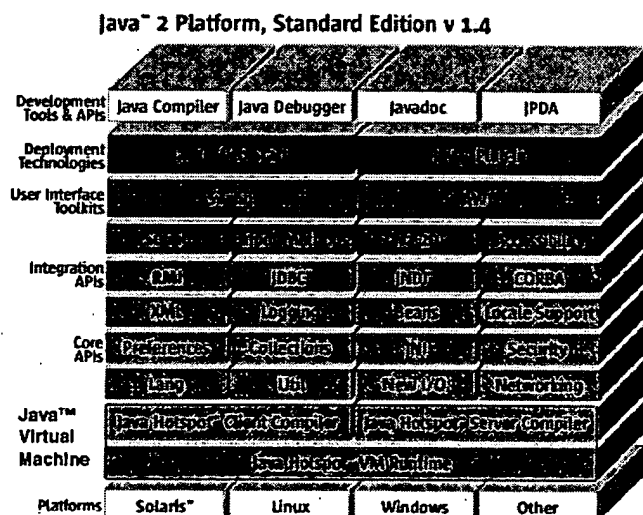 Java™ 2 Platform, Standard Edition v 1.4
Development Tools & APIs
Java Compiler Java Debugger Javadoc JPDA
Deployment Technologies
User Interface Toolkits
Integration APIs
RMI JDBC JNDI CORBA
XML Logging Beans Locale Support
Core APIs
Preferences Collections JNI Security
Lang Util New I/O Networking
Java™ Virtual Machine
Java Hotspot™ Client Compiler Java Hotspot™ Server Compiler
Java Hotspot™ VM Runtime
Platforms
Solaris™ Linux Windows Other